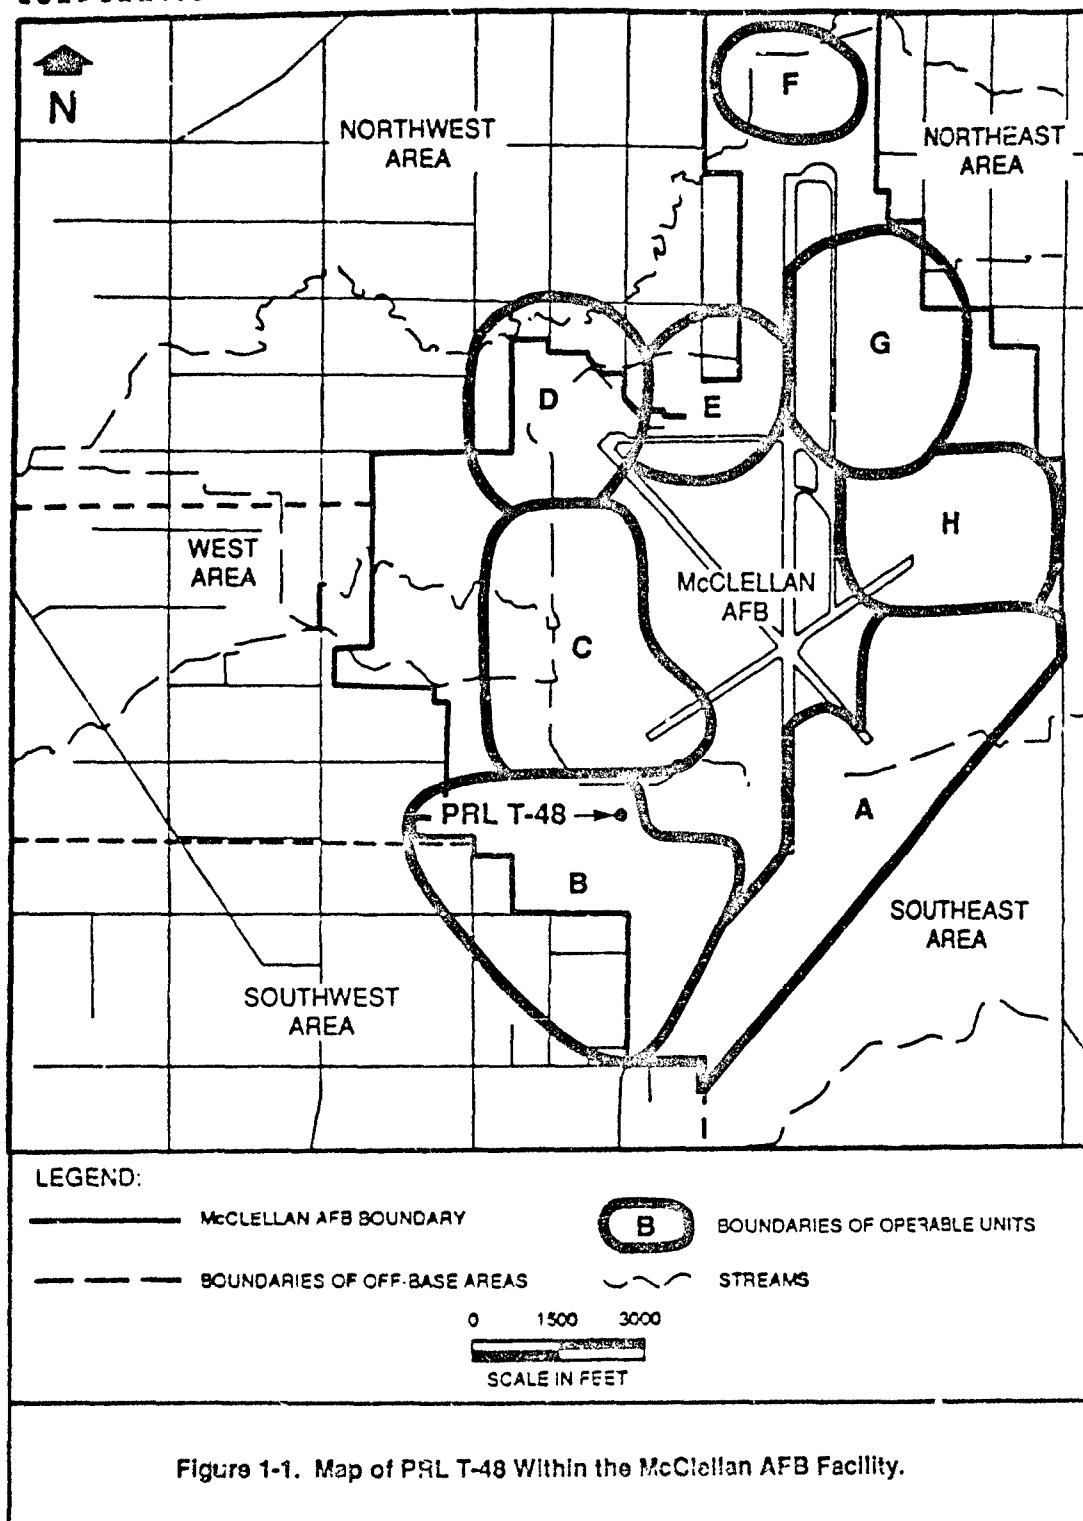 N
NORTHWEST
AREA
F
NORTHEAST
AREA
G
D
E
H
WEST
AREA
McCLELLAN
AFB
C
PRL T-48
A
B
SOUTHEAST
AREA
SOUTHWEST
AREA
LEGEND:
McCLELLAN AFB BOUNDARY
B
BOUNDARIES OF OPERABLE UNITS
BOUNDARIES OF OFF-BASE AREAS
STREAMS
0 1500 3000
SCALE IN FEET
Figure 1-1. Map of PRL T-48 Within the McClellan AFB Facility.